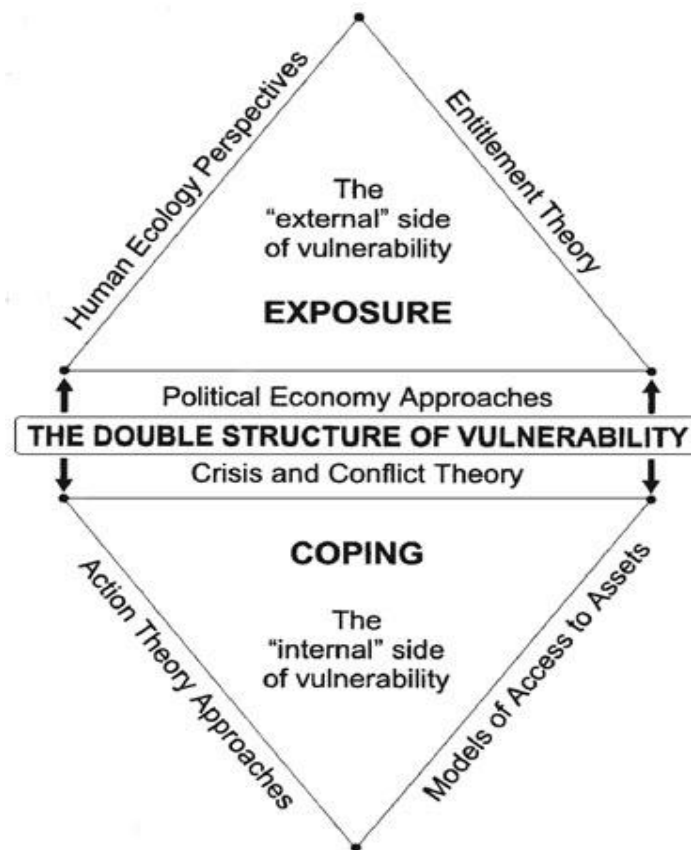 Human Ecology Perspectives
Entitlement Theory
The
"external" side
of vulnerability
EXPOSURE
Political Economy Approaches
THE DOUBLE STRUCTURE OF VULNERABILITY
Crisis and Conflict Theory
COPING
The
"internal" side
of vulnerability
Action Theory Approaches
Models of Access to Assets